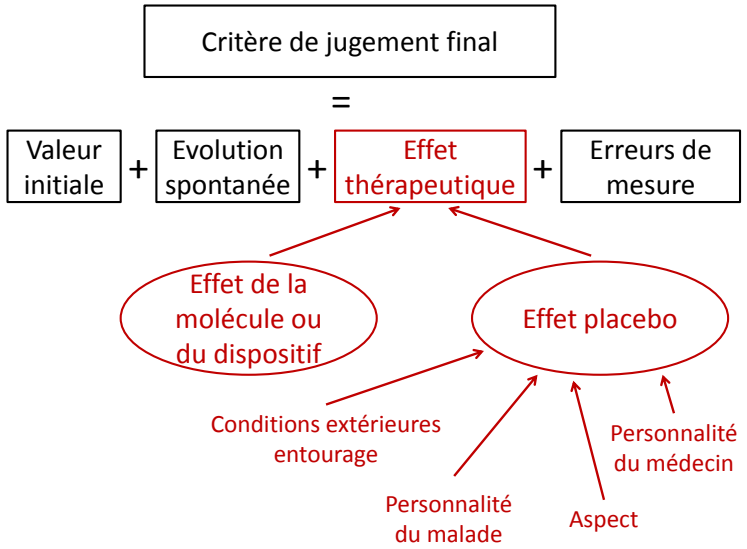 Critère de jugement final
=
Valeur initiale + Evolution spontanée + Effet thérapeutique + Erreurs de mesure
Effet de la
molécule ou
du dispositif
Effet placebo
Conditions extérieures
entourage
Personnalité
du malade
Aspect
Personnalité
du médecin